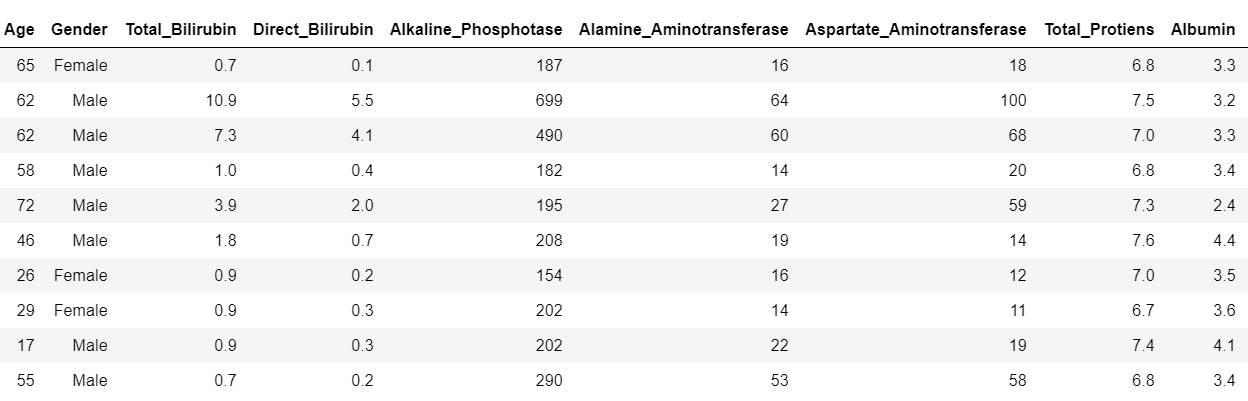 Age Gender Total_Bilirubin Direct_Bilirubin Alkaline_Phosphotase Alamine_Aminotransferase Aspartate_Aminotransferase Total_Protiens Albumin
65 Female 0.7 0.1 187 16 18 6.8 3.3
62 Male 10.9 5.5 699 64 100 7.5 3.2
62 Male 7.3 4.1 490 60 68 7.0 3.3
58 Male 1.0 0.4 182 14 20 6.8 3.4
72 Male 3.9 2.0 195 27 59 7.3 2.4
46 Male 1.8 0.7 208 19 14 7.6 4.4
26 Female 0.9 0.2 154 16 12 7.0 3.5
29 Female 0.9 0.3 202 14 11 6.7 3.6
17 Male 0.9 0.3 202 22 19 7.4 4.1
55 Male 0.7 0.2 290 53 58 6.8 3.4